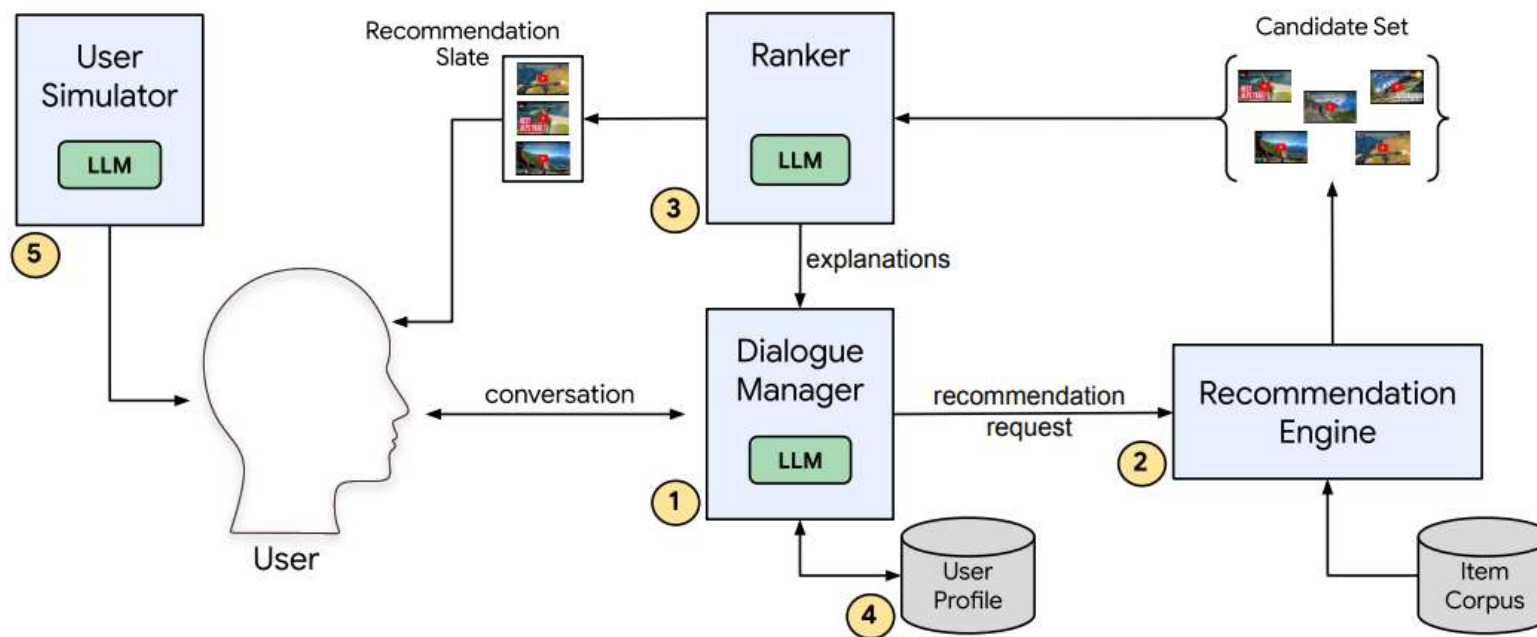 User
Simulator
LLM
5
Recommendation
Slate
Ranker
LLM
3
Candidate Set
explanations
User
conversation
Dialogue
Manager
LLM
1
recommendation
request
Recommendation
Engine
2
User
Profile
4
Item
Corpus